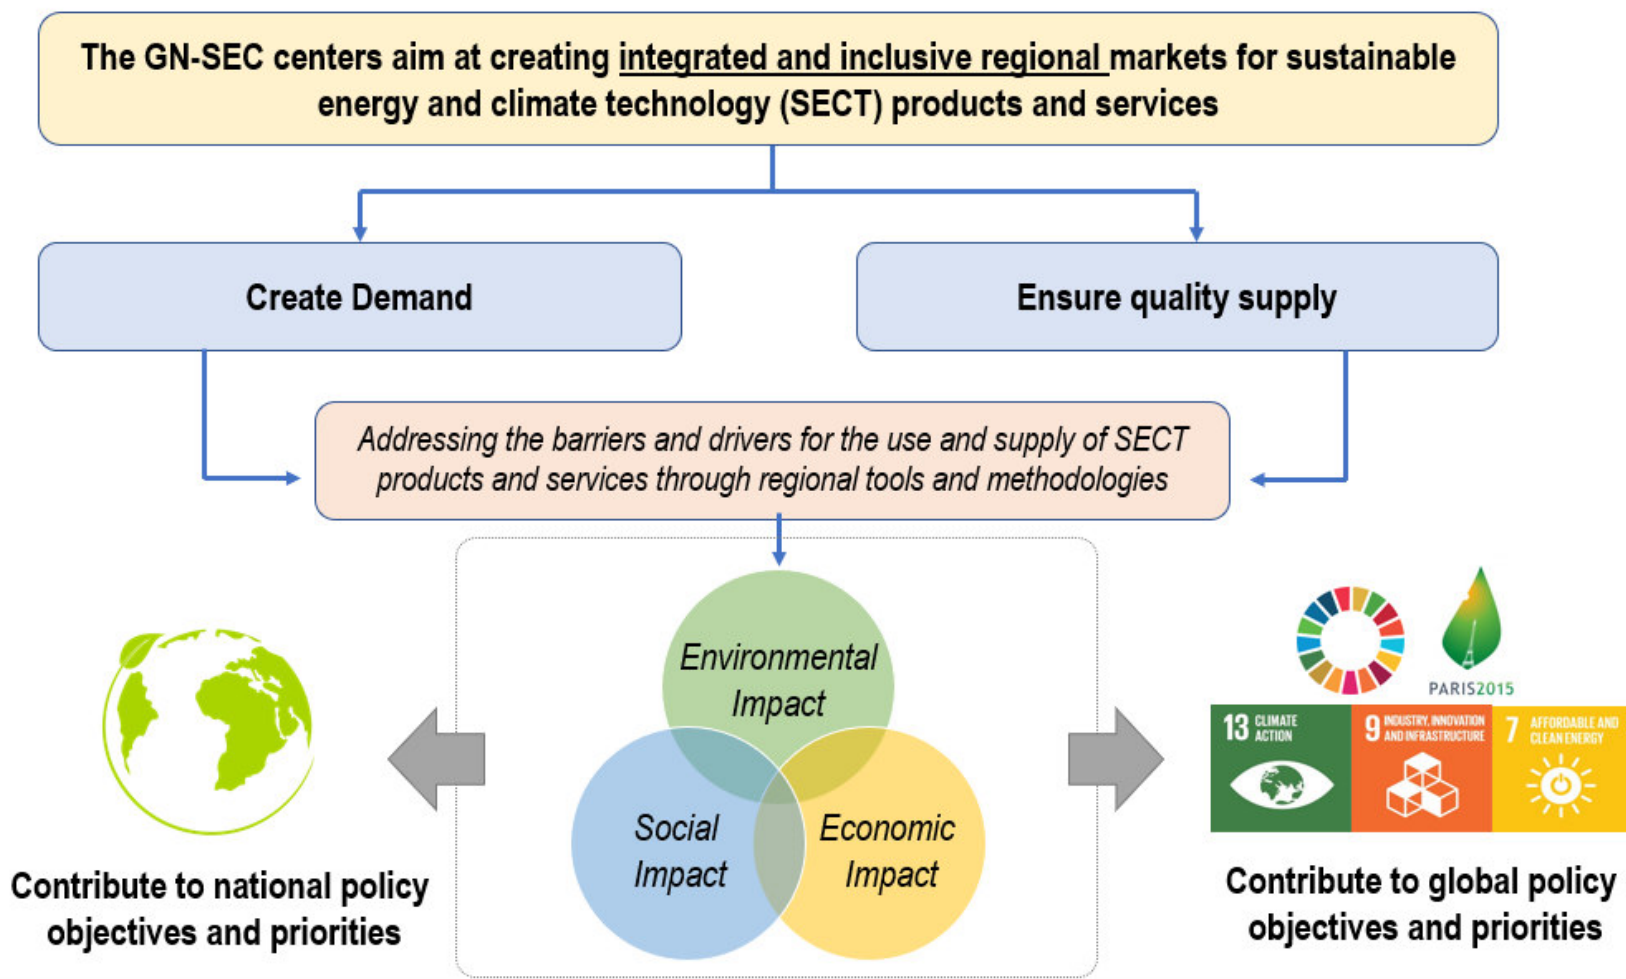 The GN-SEC centers aim at creating integrated and inclusive regional markets for sustainable
energy and climate technology (SECT) products and services
Create Demand
Ensure quality supply
Addressing the barriers and drivers for the use and supply of SECT
products and services through regional tools and methodologies
Environmental
Impact
Social
Impact
Economic
Impact
Contribute to national policy
objectives and priorities
PARIS2015
13 CLIMATE
ACTION
9 INDUSTRY, INNOVATION
AND INFRASTRUCTURE
7 AFFORDABLE AND
CLEAN ENERGY
Contribute to global policy
objectives and priorities